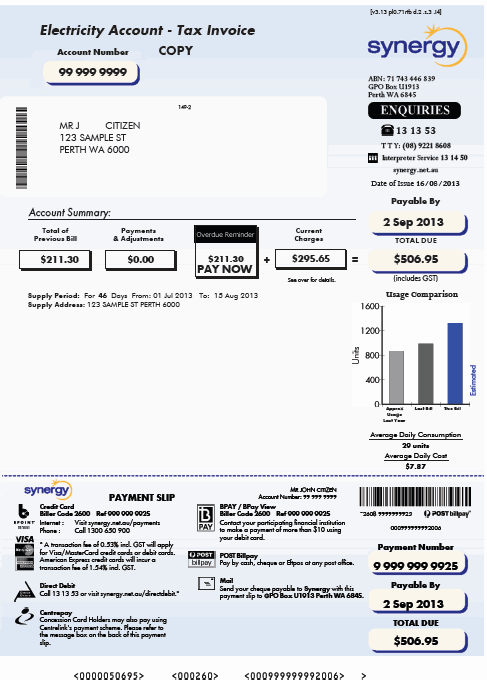 [v3.13 pl0.71rfb d.2 .s.3 .l4]
Electricity Account - Tax Invoice
Account Number
COPY
99 999 9999
synergy
ABN: 71 743 446 839
GPO Box U1913
Perth WA 6845
ENQUIRIES
13 13 53
TTY: (08) 9221 8608
Interpreter Service 13 14 50
synergy.net.au
Date of Issue 16/08/2013
149-2
MR J CITIZEN
123 SAMPLE ST
PERTH WA 6000
Payable By
2 Sep 2013
TOTAL DUE
$506.95
(includes GST)
Account Summary:
Total of Previous Bill
Payments & Adjustments
Overdue Reminder
Current Charges
$211.30
$0.00
$211.30
PAY NOW
+
$295.65
=
See over for details.
Supply Period: For 46 Days From: 01 Jul 2013 To: 15 Aug 2013
Supply Address: 123 SAMPLE ST PERTH 6000
Usage Comparison
Units
1600
1200
800
400
0
Approx Usage Last Year
Last Bill
This Bill
Estimated
Average Daily Consumption
29 units
Average Daily Cost
$7.87
synergy
PAYMENT SLIP
MR JOHN CITIZEN
Account Number: 99 999 9999
BPOINT
Credit Card
Biller Code 2600 Ref 999 999 9925
Internet : Visit synergy.net.au/payments
Phone : Call 1300 650 900
VISA
* A transaction fee of 0.53% incl. GST will apply
for Visa/MasterCard credit cards or debit cards.
American Express credit cards will incur a
transaction fee of 1.54% incl. GST.
Direct Debit
Call 13 13 53 or visit synergy.net.au/directdebit.*
Centrepay
Concession Card Holders may also pay using
Centrelink's payment scheme. Please refer to
the message box on the back of this payment
slip.
B
PAY
BPAY / BPay View
Biller Code 2600 Ref 999 999 9925
Contact your participating financial institution
to make a payment of more than $10 using
your debit card.
POST
billpay
POST Billpay
Pay by cash, cheque or Eftpos at any post office.
Mail
Send your cheque payable to Synergy with this
payment slip to GPO Box U1913 Perth WA 6845.
*2608 9999999925
POST billpay
000999999992006
Payment Number
9 999 999 9925
Payable By
2 Sep 2013
TOTAL DUE
$506.95
<0000050695> <000260> <000999999992006> >